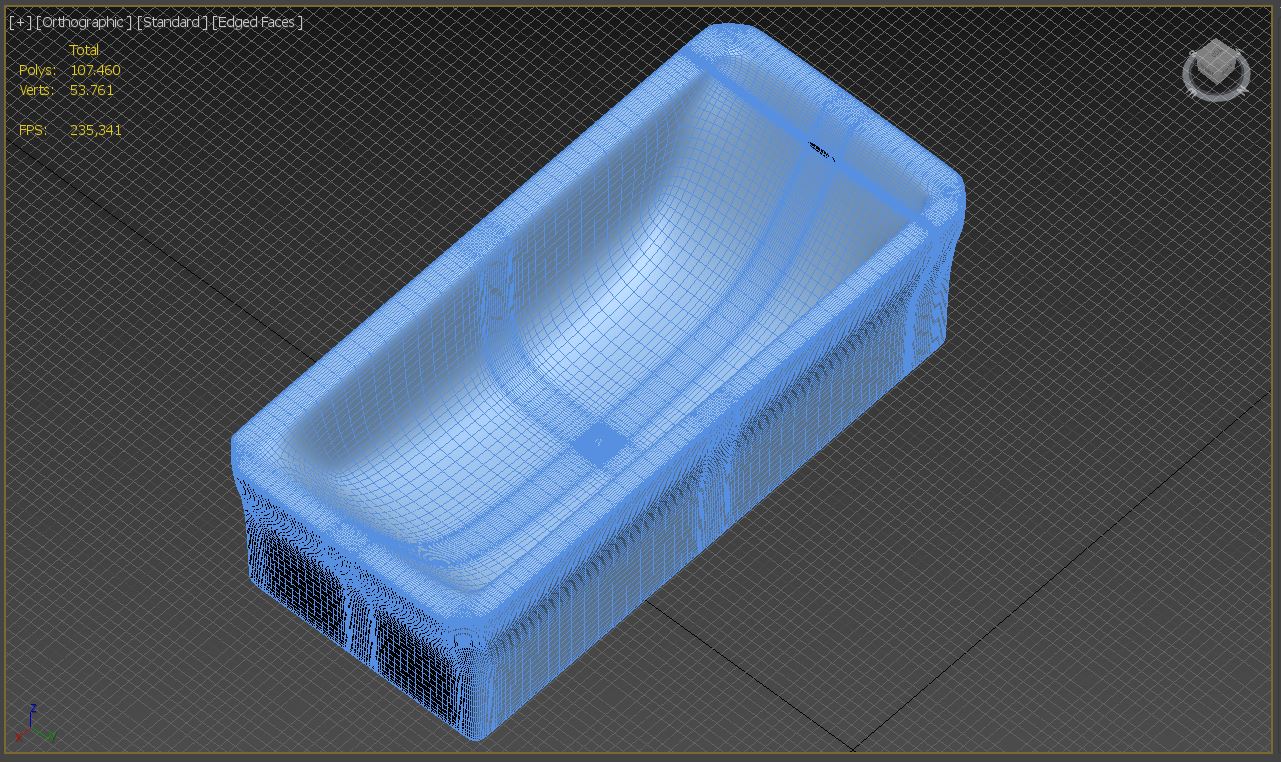 [+] [Orthographic ] [Standard ] [Edged Faces ]
Total
Polys: 107.460
Verts: 53.761
FPS: 235,341
z
x y